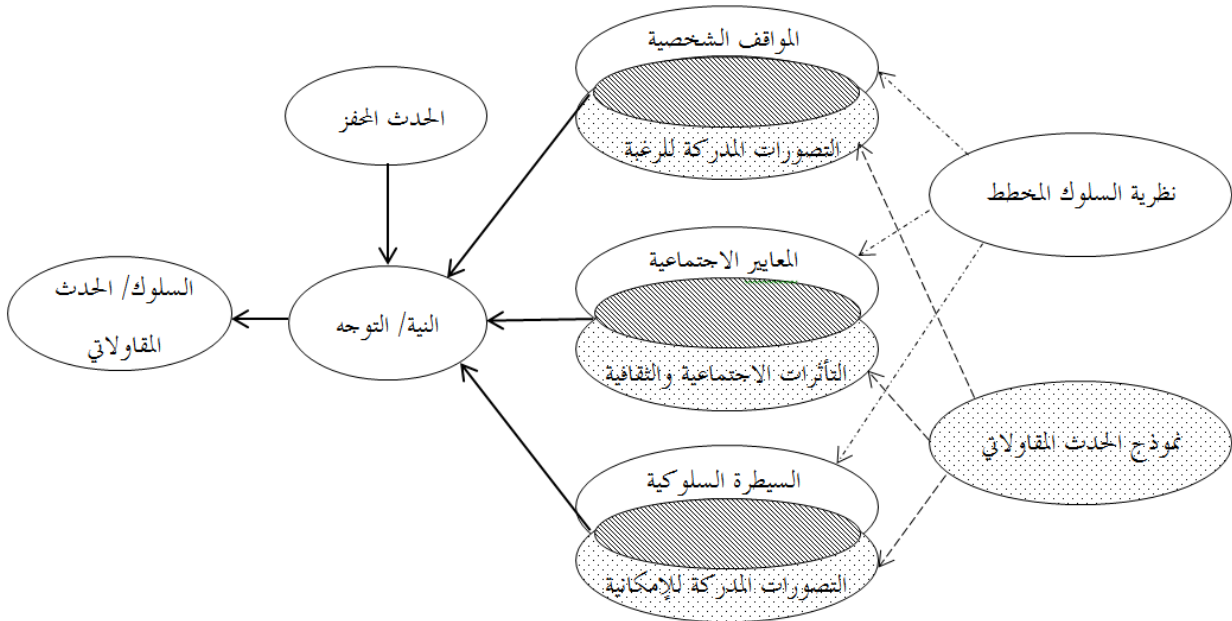 المواقف الشخصية
التصورات المدركة للرغبة
الحدث المحفز
نظرية السلوك المخطط
المعايير الاجتماعية
التأثرات الاجتماعية والثقافية
النية/ التوجه
السلوك/ الحدث
المقاولاتي
نموذج الحدث المقاولاتي
السيطرة السلوكية
التصورات المدركة للإمكانية